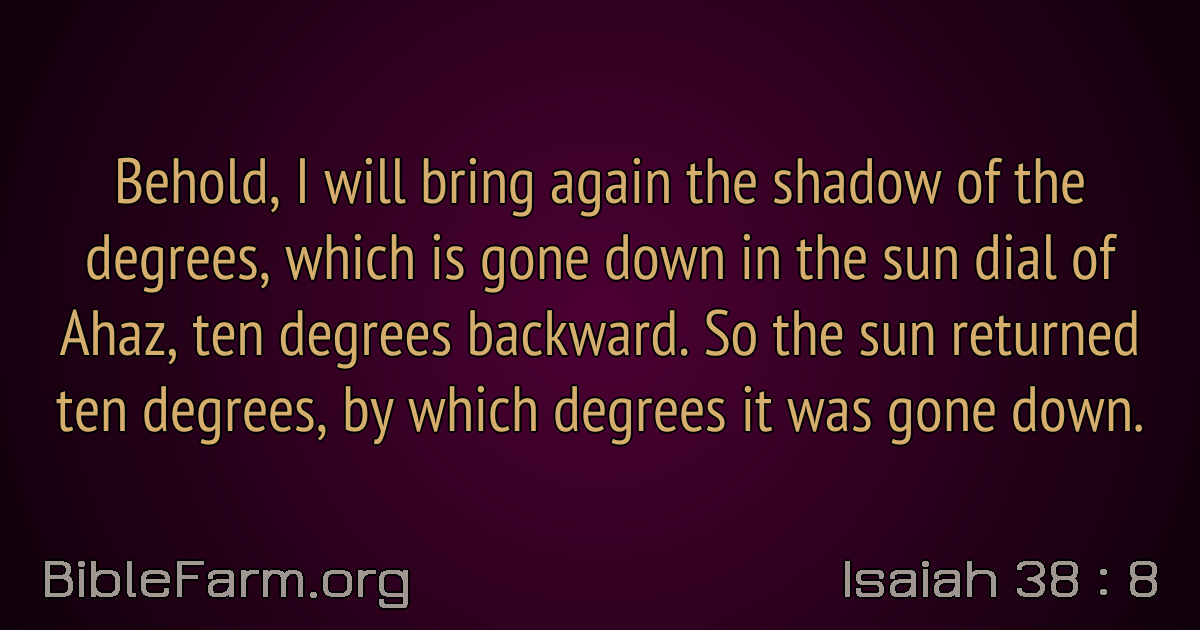 Behold, I will bring again the shadow of the
degrees, which is gone down in the sun dial of
Ahaz, ten degrees backward. So the sun returned
ten degrees, by which degrees it was gone down.
BibleFarm.org
Isaiah 38 : 8